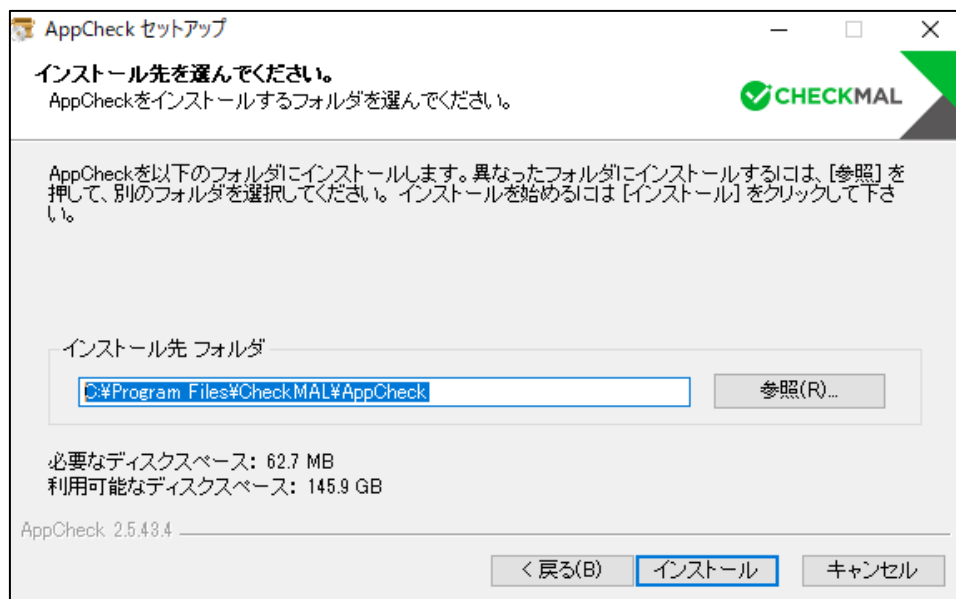 AppCheck セットアップ
インストール先を選んでください。
AppCheckをインストールするフォルダを選んでください。
CHECKMAL
AppCheckを以下のフォルダにインストールします。異なったフォルダにインストールするには、[参照] を
押して、別のフォルダを選択してください。インストールを始めるには [インストール] をクリックして下さ
い。
インストール先 フォルダ
C:¥Program Files¥CheckMAL¥AppCheck
参照(R)...
必要なディスクスペース: 62.7 MB
利用可能なディスクスペース: 145.9 GB
AppCheck 2.5.43.4
< 戻る(B)
インストール
キャンセル